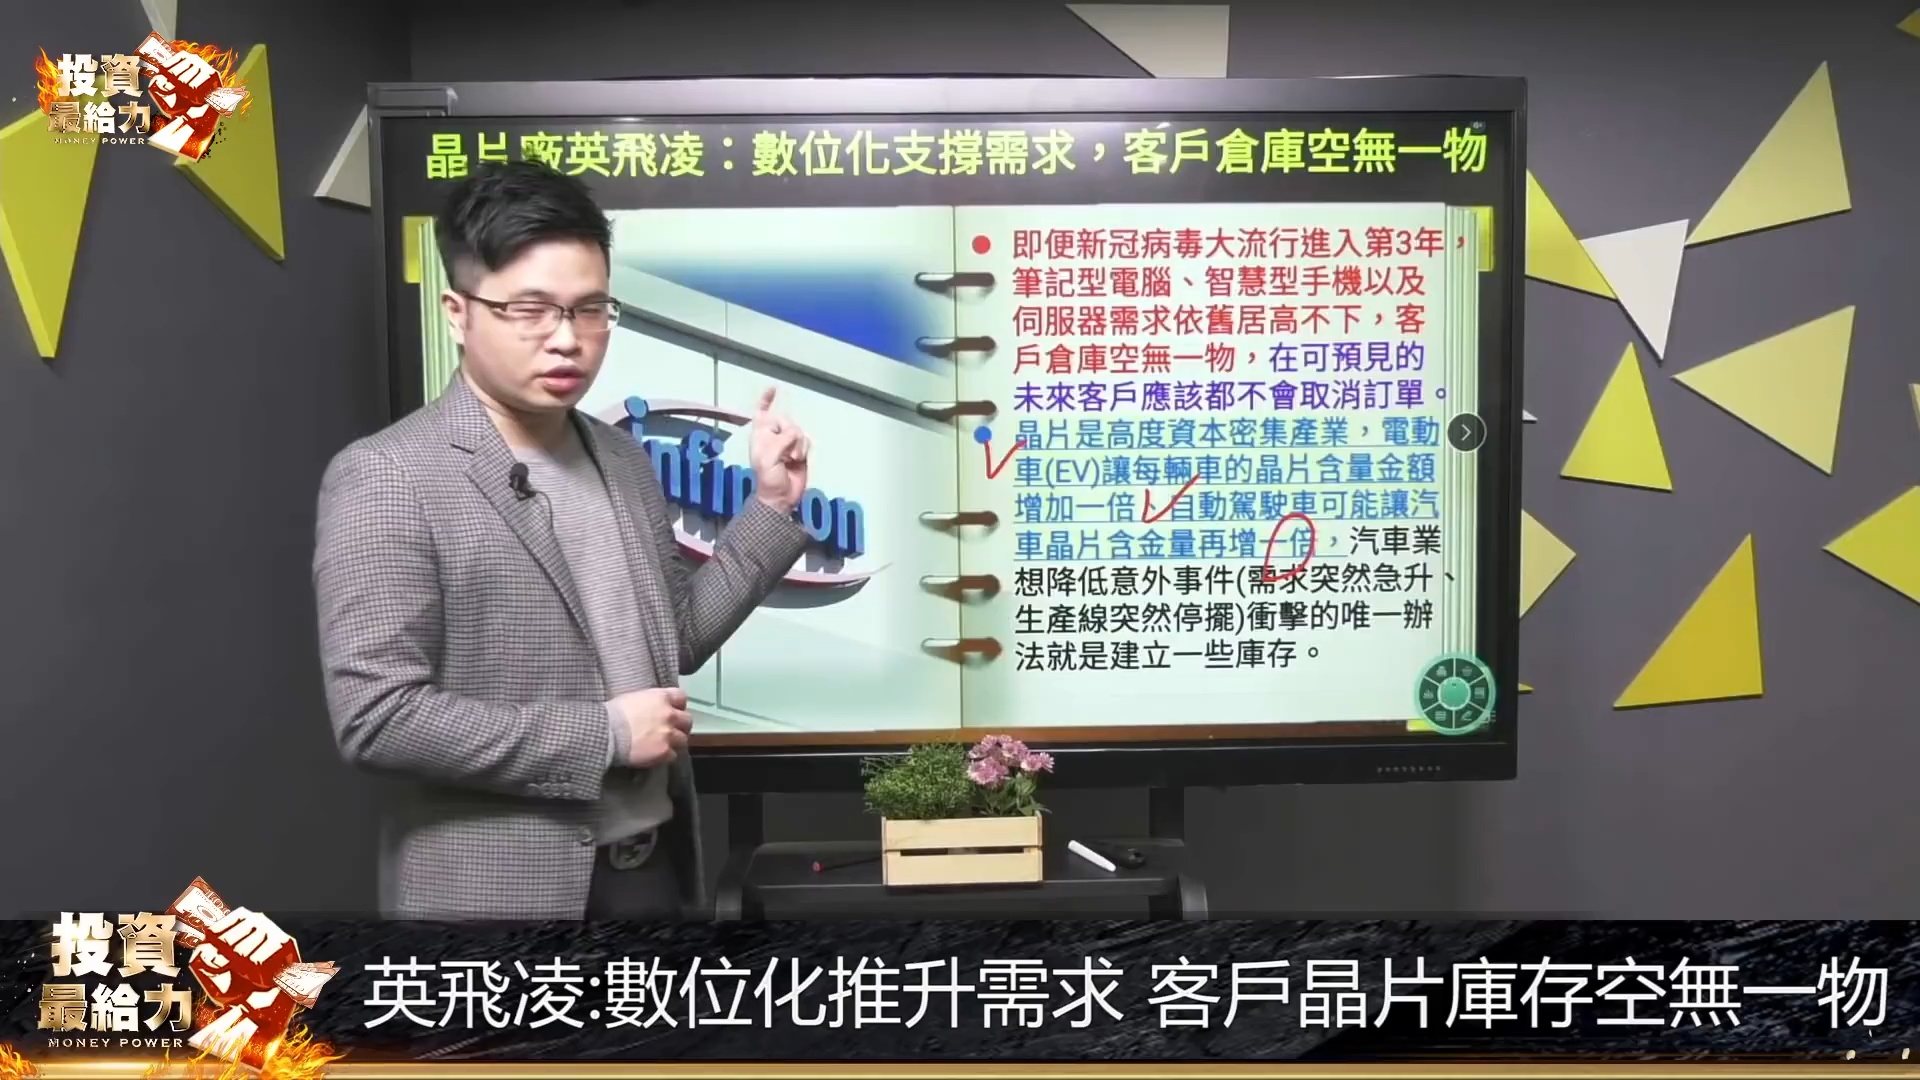 投資
最給力
MONEY POWER
晶片廠英飛凌：數位化支撐需求，客戶倉庫空無一物
即便新冠病毒大流行進入第3年，
筆記型電腦、智慧型手機以及
伺服器需求依舊居高不下，客
戶倉庫空無一物，在可預見的
未來客戶應該都不會取消訂單。
晶片是高度資本密集產業，電動
車(EV)讓每輛車的晶片含量金額
增加一倍、自動駕駛車可能讓汽
車晶片含金量再增一倍，汽車業
想降低意外事件(需求突然急升、
生產線突然停擺)衝擊的唯一辦
法就是建立一些庫存。
infineon
投資
最給力
MONEY POWER
英飛凌:數位化推升需求 客戶晶片庫存空無一物